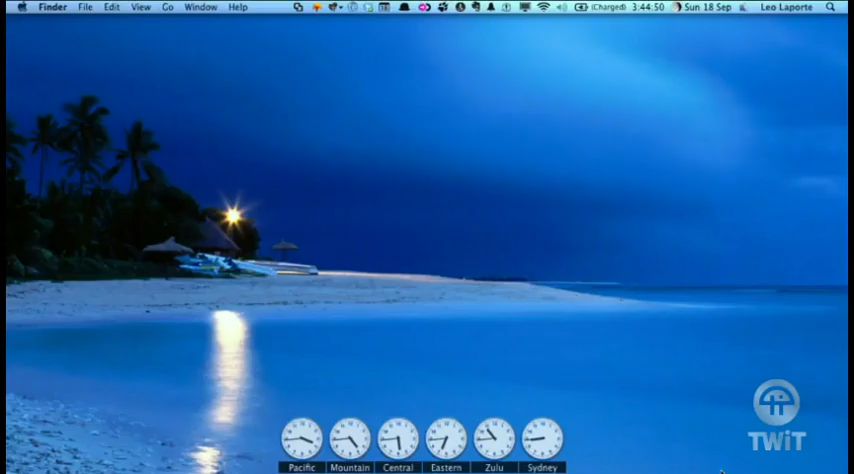 Finder File Edit View Go Window Help (Charged) 3:44:50 Sun 18 Sep Leo Laporte
TWiT
Pacific Mountain Central Eastern Zulu Sydney